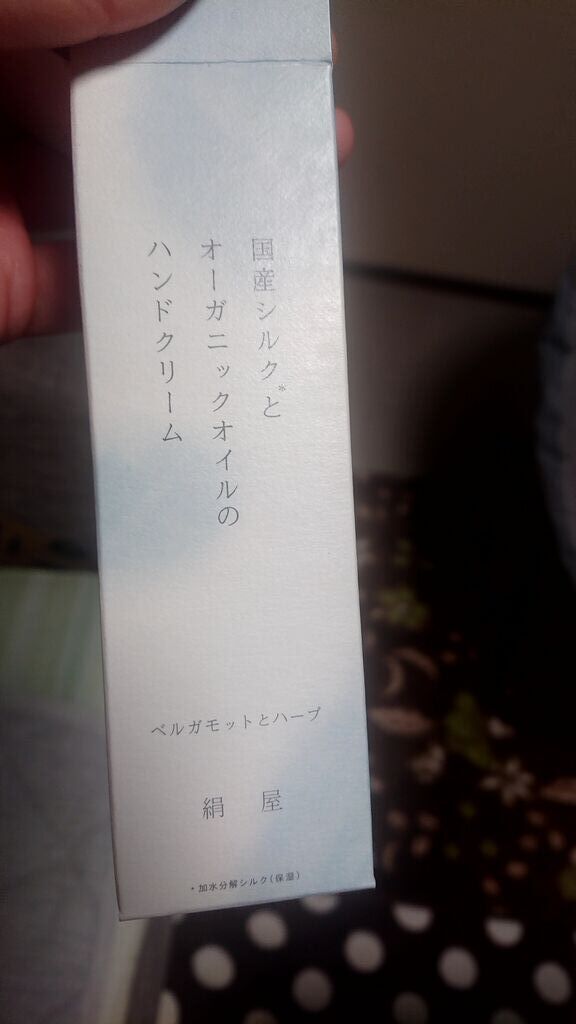 国産シルク*と
オーガニックオイルの
ハンドクリーム
ベルガモットとハーブ
絹屋
*加水分解シルク(保湿)